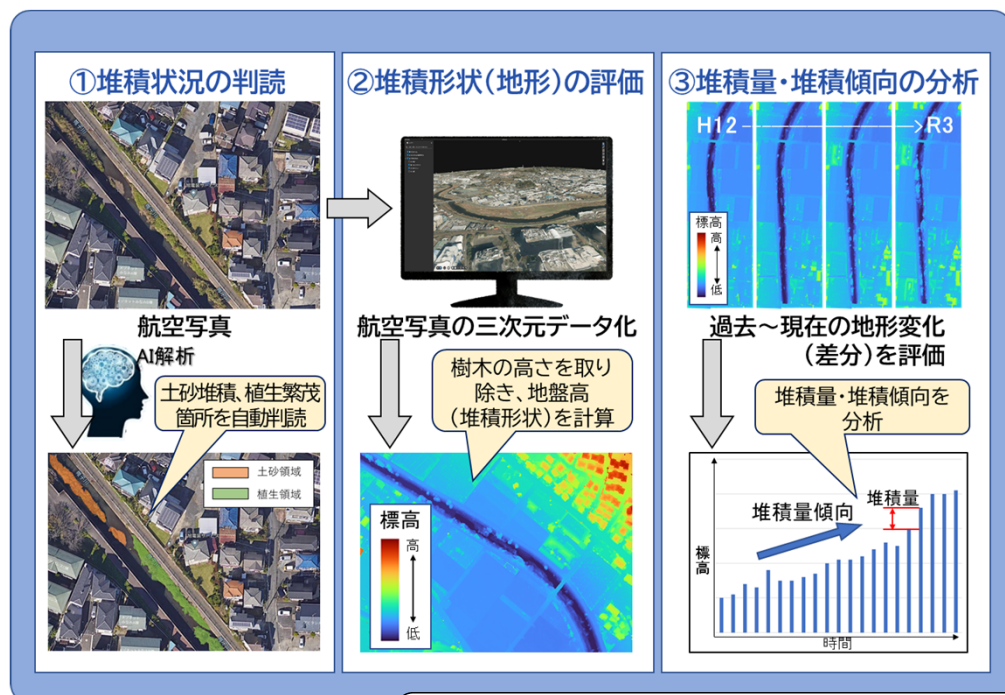 ①堆積状況の判読
航空写真
AI解析
土砂堆積、植生繁茂
箇所を自動判読
土砂領域
植生領域
②堆積形状(地形)の評価
航空写真の三次元データ化
樹木の高さを取り
除き、地盤高
(堆積形状)を計算
標高
高
低
③堆積量・堆積傾向の分析
H12
R3
標高
高
低
過去~現在の地形変化
(差分)を評価
堆積量・堆積傾向を
分析
堆積量
堆積量傾向
標高
時間